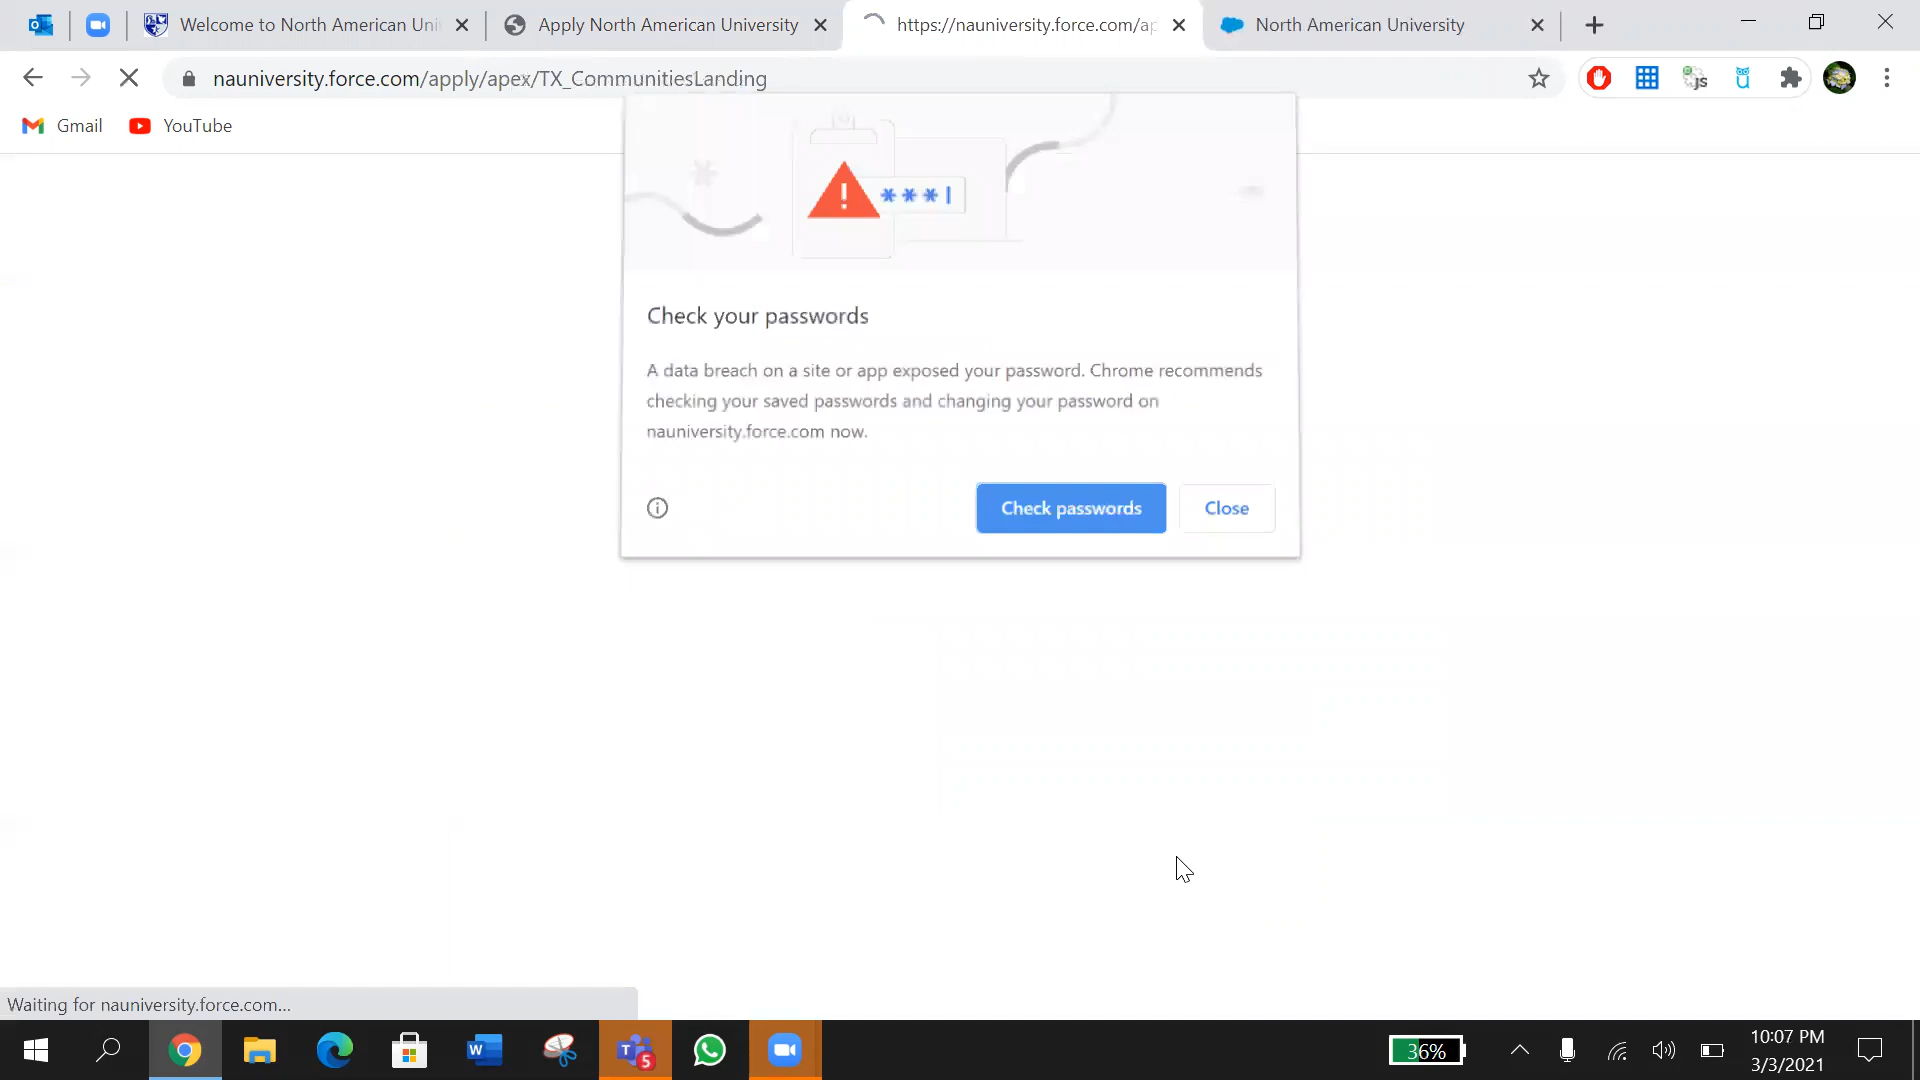 Welcome to North American Uni
Apply North American University
https://nauniversity.force.com/ap
North American University
nauniversity.force.com/apply/apex/TX_CommunitiesLanding
JS
Gmail
YouTube
***|
Check your passwords
A data breach on a site or app exposed your password. Chrome recommends
checking your saved passwords and changing your password on
nauniversity.force.com now.
Check passwords
Close
Waiting for nauniversity.force.com...
5
36%
10:07 PM
3/3/2021